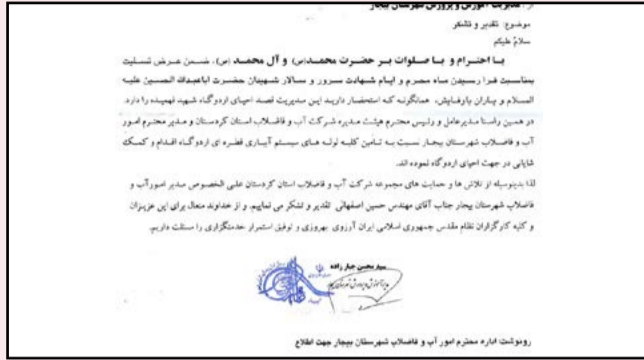 مدیریت آموزش و پرورش شهرستان بیجار
موضوع: تقدیر و تشکر
سلامٌ علیکم
با احترام و با صلوات بر حضرت محمد(ص) و آل محمد (ص)، ضمن عرض تسلیت
بمناسبت فرا رسیدن ماه محرم و ایام شهادت سرور و سالار شهیدان حضرت اباعبدالله الحسین علیه
السلام و یاران باوفایش، همانگونه که استحضار دارید این مدیریت قصد احیای اردوگاه شهید فهمیده را دارد.
در همین راستا مدیرعامل و رئیس محترم هیئت مدیره شرکت آب و فاضلاب استان کردستان و مدیر محترم امور
آب و فاضلاب شهرستان بیجار نسبت به تامین کلیه لوله های سیستم آبیاری قطره ای اردوگاه اقدام و کمک
شایانی در جهت احیای اردوگاه نموده اند.
لذا بدینوسیله از تلاش ها و حمایت های مجموعه شرکت آب و فاضلاب استان کردستان علی الخصوص مدیر امورآب و
فاضلاب شهرستان بیجار جناب آقای مهندس حسین اصفهانی تقدیر و تشکر می نماییم. و از خداوند متعال برای این عزیزان
و کلیه کارگزاران نظام مقدس جمهوری اسلامی ایران آرزوی بهروزی و توفیق استمرار خدمتگزاری را مسئلت داریم.
سید محسن جبارزاده
مدیر آموزش و پرورش شهرستان بیجار
رونوشت: اداره محترم امور آب و فاضلاب شهرستان بیجار جهت اطلاع